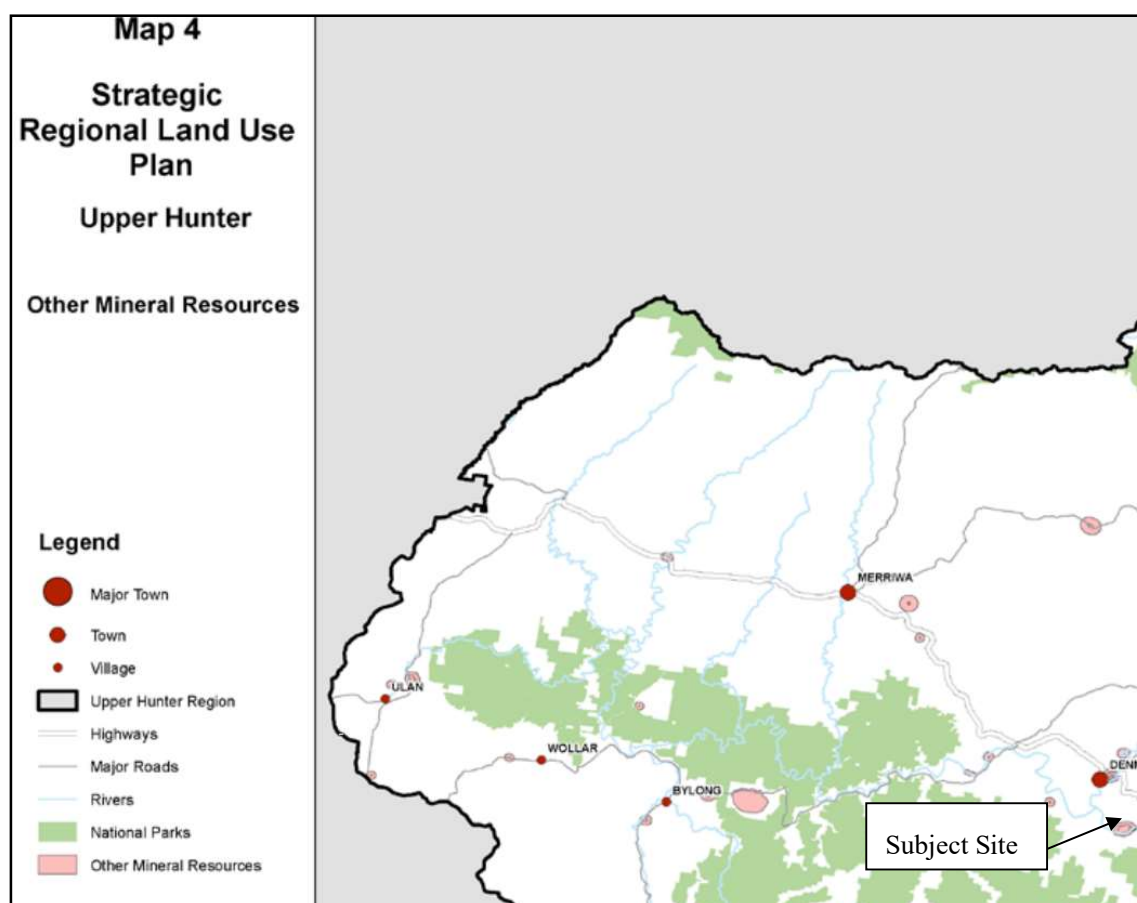 Map 4
Strategic
Regional Land Use
Plan
Upper Hunter
Other Mineral Resources
Legend
Major Town
Town
Village
Upper Hunter Region
Highways
Major Roads
Rivers
National Parks
Other Mineral Resources
MERRIWA
ULAN
WOLLAR
BYLONG
DENM
Subject Site